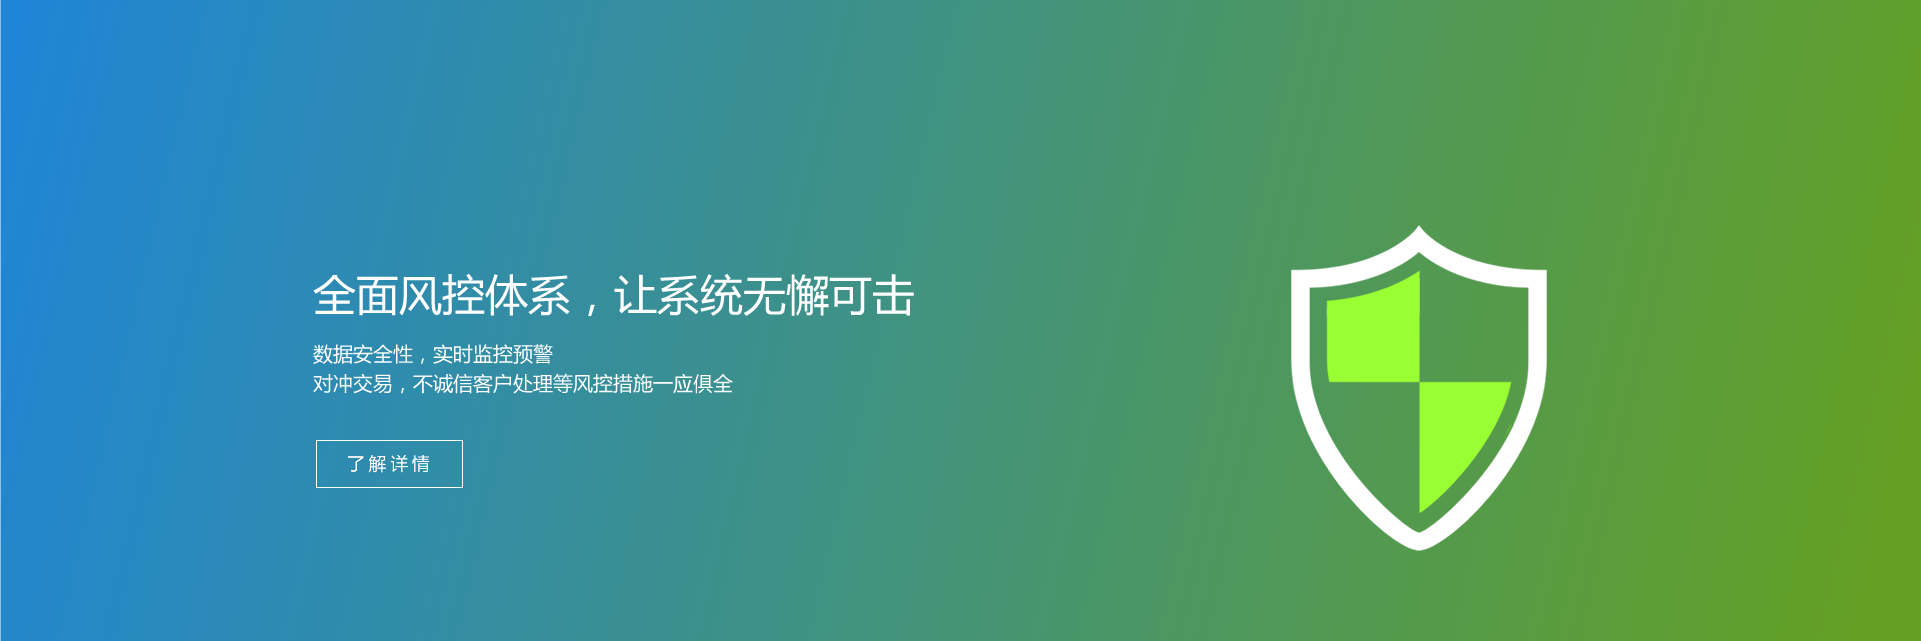 全面风控体系，让系统无懈可击
数据安全性，实时监控预警
对冲交易，不诚信客户处理等风控措施一应俱全
了解详情